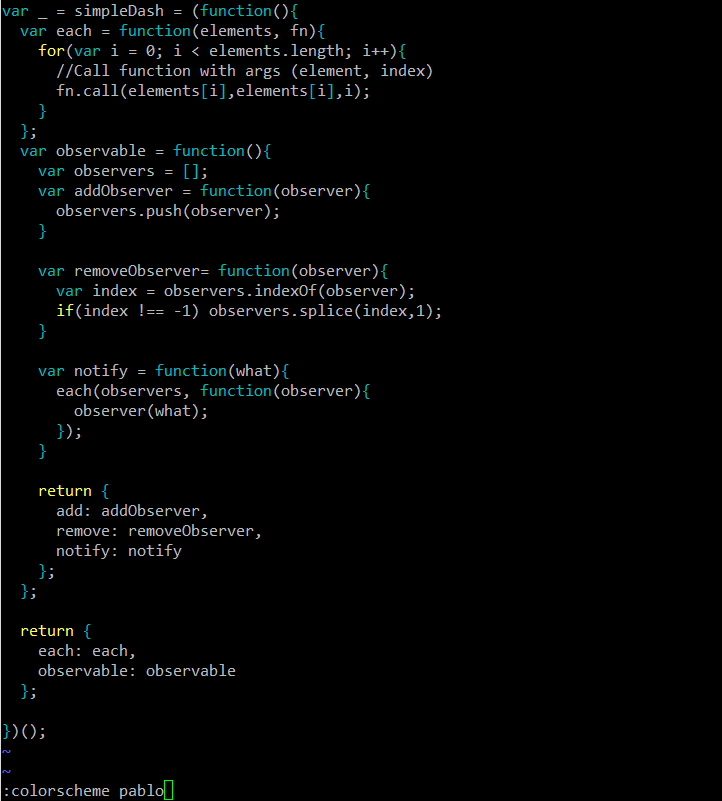 var _ = simpleDash = (function(){
  var each = function(elements, fn){
    for(var i = 0; i < elements.length; i++){
      //Call function with args (element, index)
      fn.call(elements[i],elements[i],i);
    }
  };
  var observable = function(){
    var observers = [];
    var addObserver = function(observer){
      observers.push(observer);
    }

    var removeObserver= function(observer){
      var index = observers.indexOf(observer);
      if(index !== -1) observers.splice(index,1);
    }

    var notify = function(what){
      each(observers, function(observer){
        observer(what);
      });
    }

    return {
      add: addObserver,
      remove: removeObserver,
      notify: notify
    };
  };

  return {
    each: each,
    observable: observable
  };

})();
~
~
:colorscheme pablo